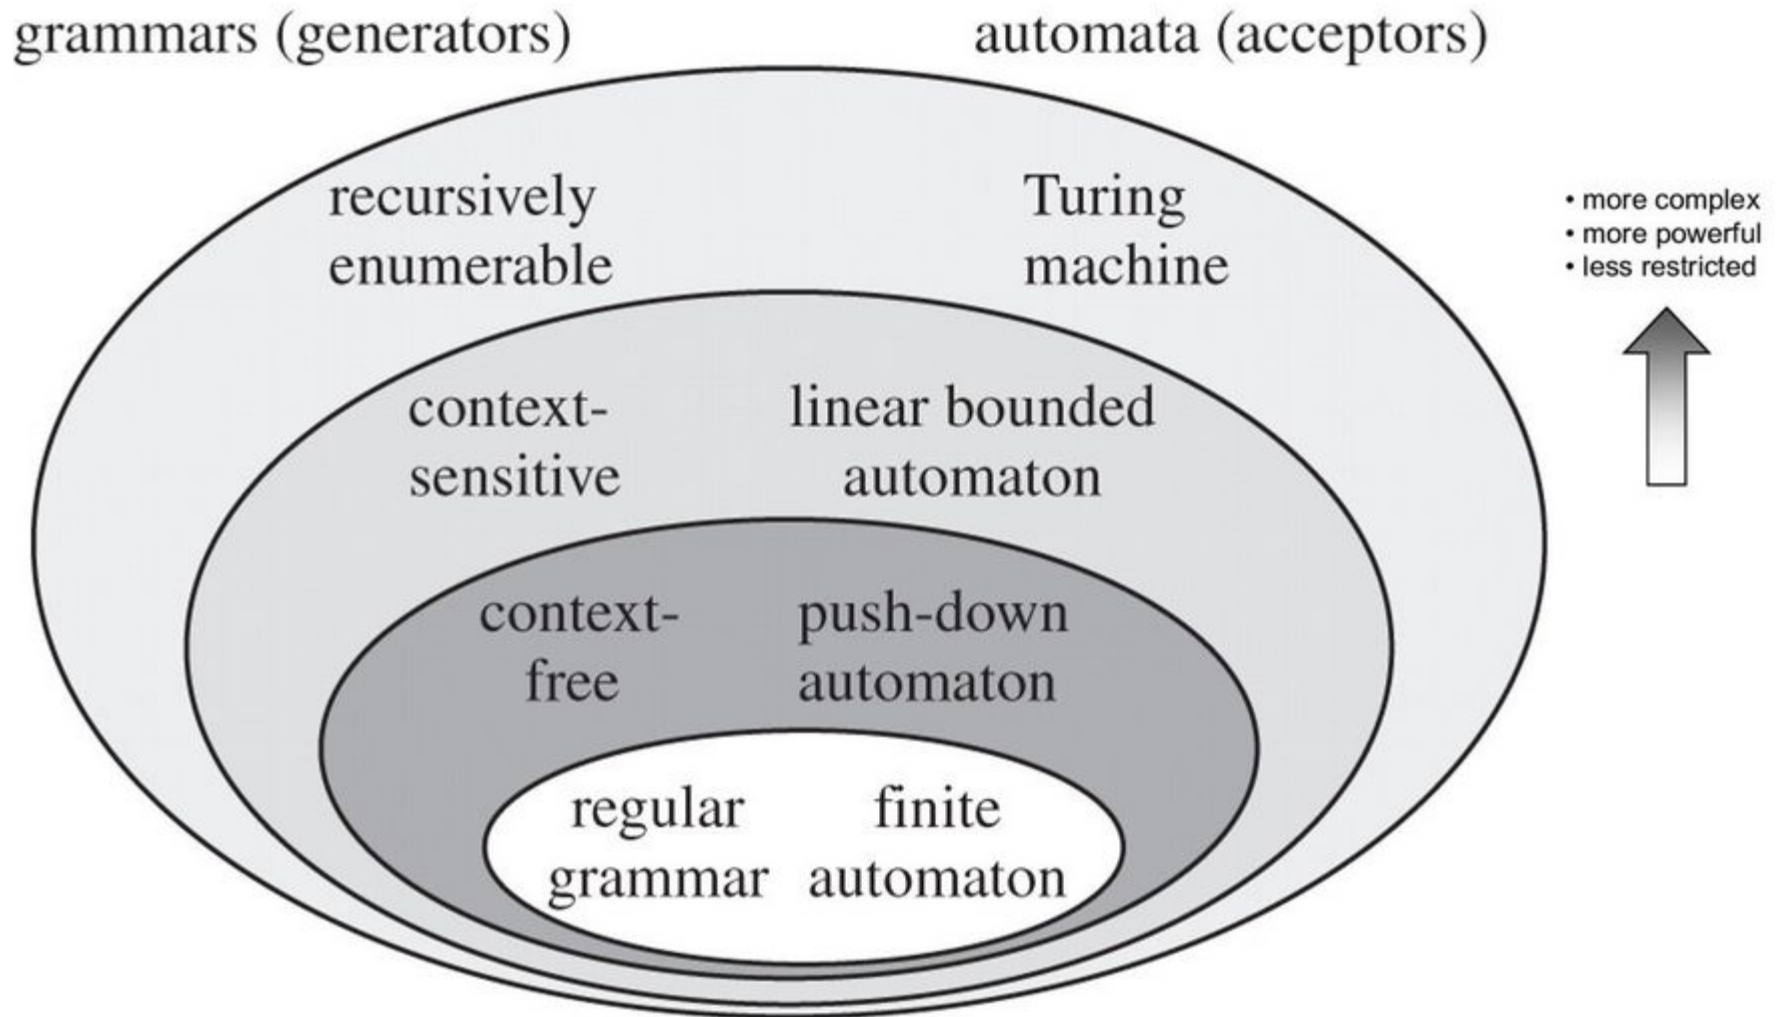 grammars (generators)
automata (acceptors)
recursively
enumerable
Turing
machine
• more complex
• more powerful
• less restricted
context-
sensitive
linear bounded
automaton
context-
free
push-down
automaton
regular
grammar
finite
automaton